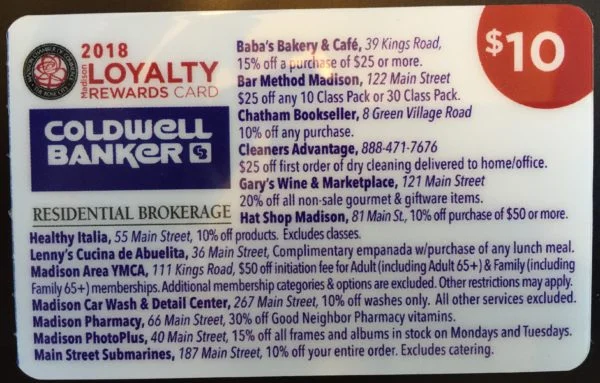 2018
Madison
LOYALTY
REWARDS CARD
$10
COLDWELL
BANKER CB
RESIDENTIAL BROKERAGE
Baba's Bakery & Café, 39 Kings Road,
15% off a purchase of $25 or more.
Bar Method Madison, 122 Main Street
$25 off any 10 Class Pack or 30 Class Pack.
Chatham Bookseller, 8 Green Village Road
10% off any purchase.
Cleaners Advantage, 888-471-7676
$25 off first order of dry cleaning delivered to home/office.
Gary's Wine & Marketplace, 121 Main Street
20% off all non-sale gourmet & giftware items.
Hat Shop Madison, 81 Main St., 10% off purchase of $50 or more.
Healthy Italia, 55 Main Street, 10% off products. Excludes classes.
Lenny's Cucina de Abuelita, 36 Main Street, Complimentary empanada w/purchase of any lunch meal.
Madison Area YMCA, 111 Kings Road, $50 off initiation fee for Adult (including Adult 65+) & Family (including
Family 65+) memberships. Additional membership categories & options are excluded. Other restrictions may apply.
Madison Car Wash & Detail Center, 267 Main Street, 10% off washes only. All other services excluded.
Madison Pharmacy, 66 Main Street, 30% off Good Neighbor Pharmacy vitamins.
Madison PhotoPlus, 40 Main Street, 15% off all frames and albums in stock on Mondays and Tuesdays.
Main Street Submarines, 187 Main Street, 10% off your entire order. Excludes catering.